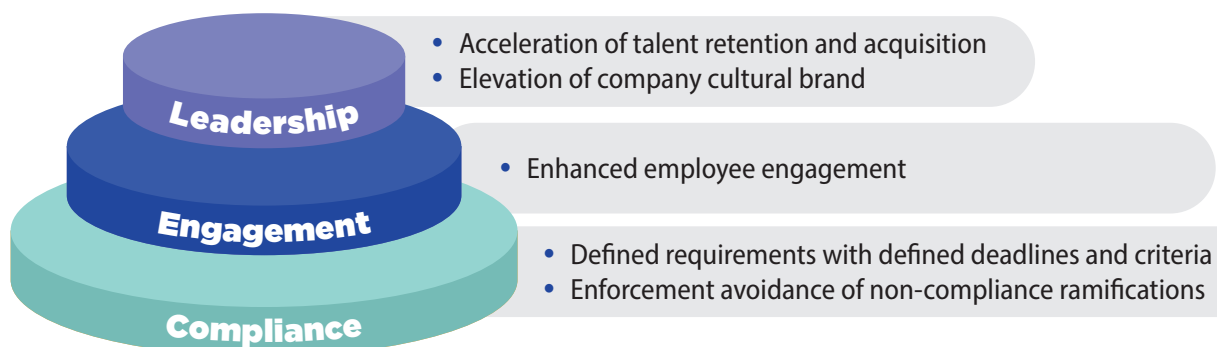 • Acceleration of talent retention and acquisition
• Elevation of company cultural brand
Leadership
• Enhanced employee engagement
Engagement
• Defined requirements with defined deadlines and criteria
• Enforcement avoidance of non-compliance ramifications
Compliance